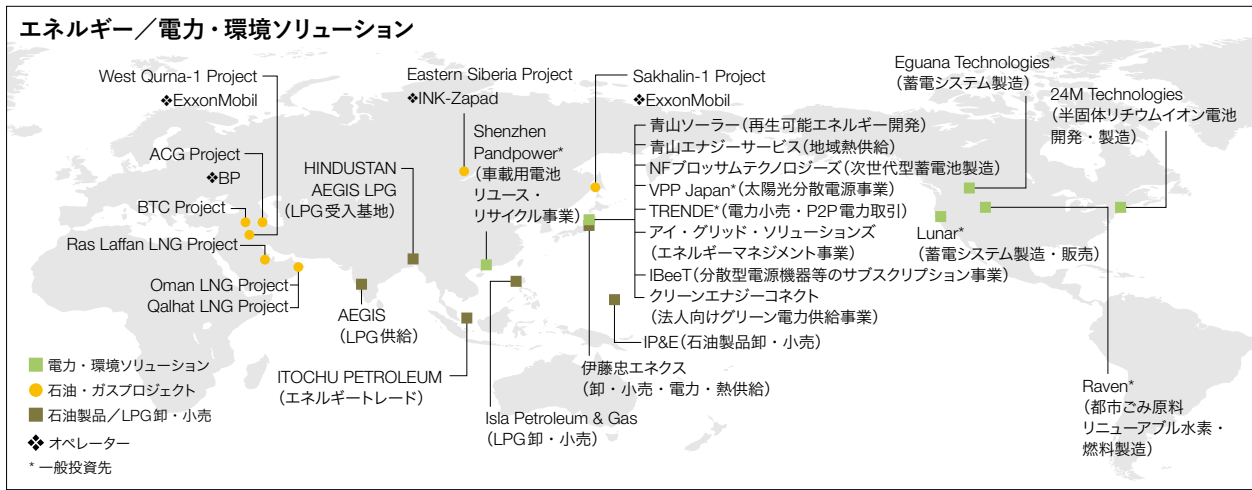 エネルギー／電力・環境ソリューション
West Qurna-1 Project
❖ExxonMobil
ACG Project
❖BP
BTC Project
Ras Laffan LNG Project
Oman LNG Project
Qalhat LNG Project
HINDUSTAN
AEGIS LPG
（LPG受入基地）
AEGIS
（LPG供給）
ITOCHU PETROLEUM
（エネルギートレード）
Eastern Siberia Project
❖INK-Zapad
Shenzhen
Pandpower*
（車載用電池
リユース・
リサイクル事業）
Isla Petroleum & Gas
（LPG卸・小売）
Sakhalin-1 Project
❖ExxonMobil
青山ソーラー（再生可能エネルギー開発）
青山エナジーサービス（地域熱供給）
NFブロッサムテクノロジーズ（次世代型蓄電池製造）
VPP Japan*（太陽光分散電源事業）
TRENDE*（電力小売・P2P電力取引）
アイ・グリッド・ソリューションズ
（エネルギーマネジメント事業）
IBeeT（分散型電源機器等のサブスクリプション事業）
クリーンエナジーコネクト
（法人向けグリーン電力供給事業）
IP&E（石油製品卸・小売）
伊藤忠エネクス
（卸・小売・電力・熱供給）
Eguana Technologies*
（蓄電システム製造）
24M Technologies
（半固体リチウムイオン電池
開発・製造）
Lunar*
（蓄電システム製造・販売）
Raven*
（都市ごみ原料
リニューアブル水素・
燃料製造）
電力・環境ソリューション
石油・ガスプロジェクト
石油製品／LPG卸・小売
❖ オペレーター
* 一般投資先